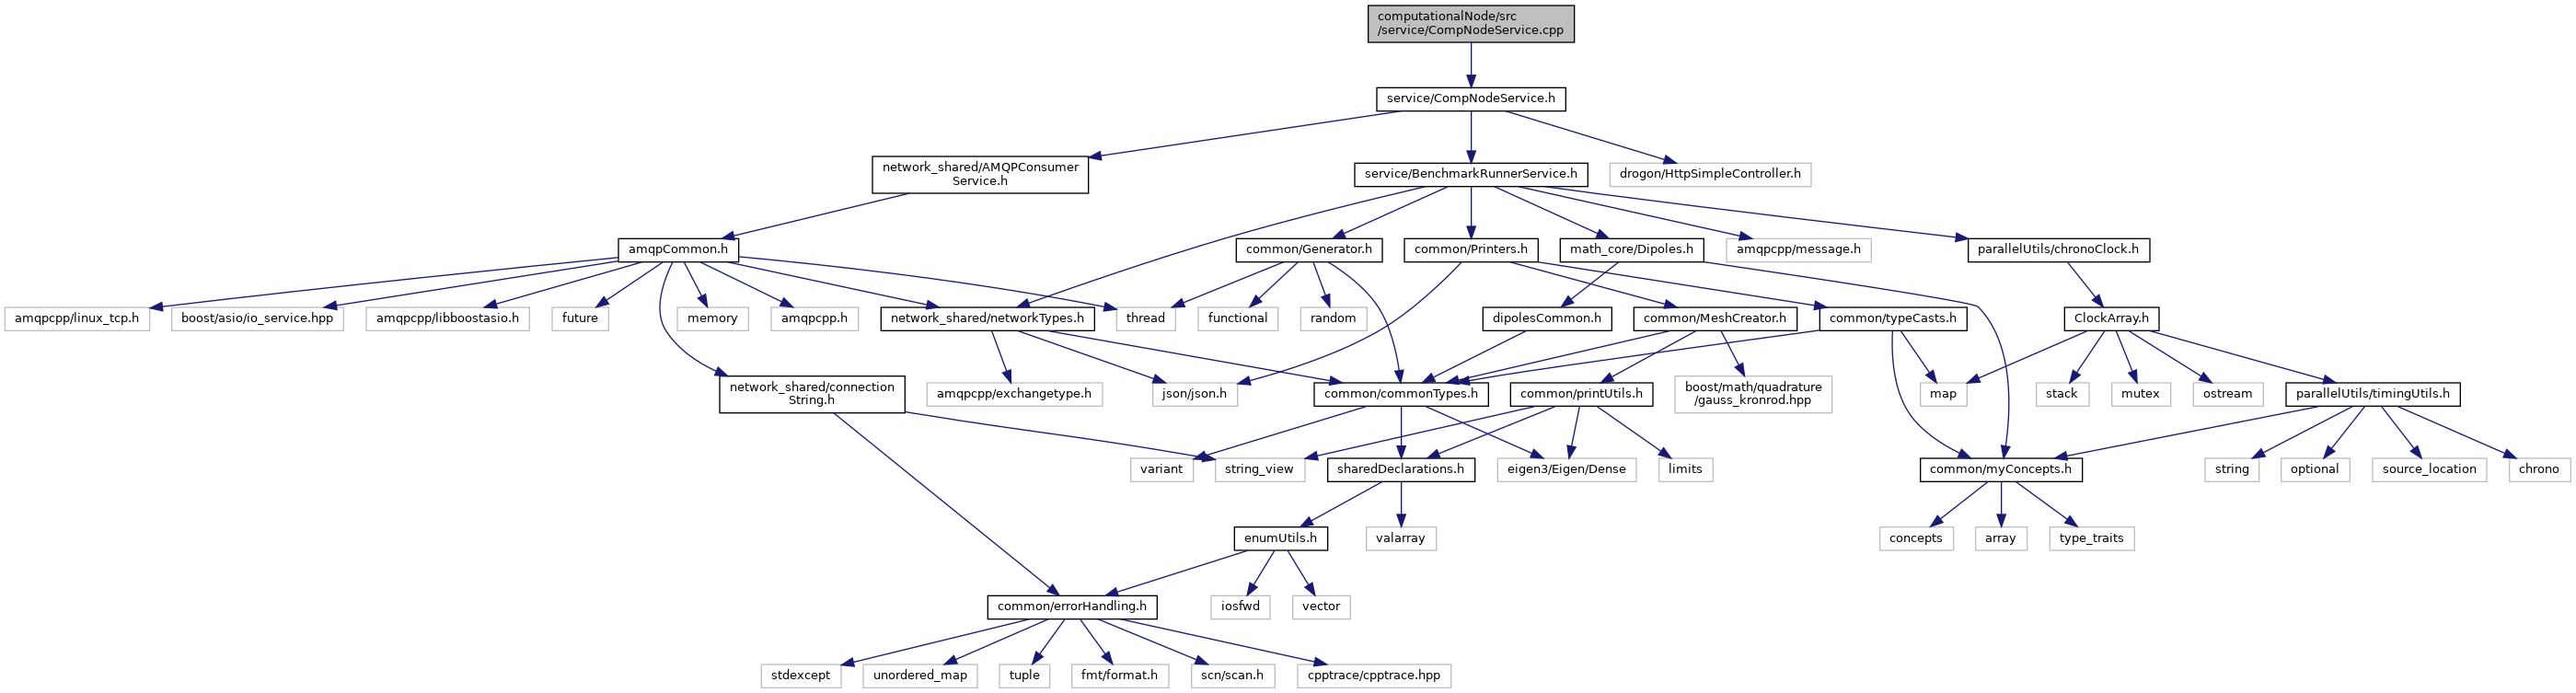 computationalNode/src
/service/CompNodeService.cpp
service/CompNodeService.h
network_shared/AMQPConsumer
Service.h
service/BenchmarkRunnerService.h
drogon/HttpSimpleController.h
amqpCommon.h
common/Generator.h
common/Printers.h
math_core/Dipoles.h
amqpcpp/message.h
parallelUtils/chronoClock.h
amqpcpp/linux_tcp.h
boost/asio/io_service.hpp
amqpcpp/libboostasio.h
future
memory
amqpcpp.h
network_shared/networkTypes.h
thread
functional
random
dipolesCommon.h
common/MeshCreator.h
common/typeCasts.h
ClockArray.h
network_shared/connection
String.h
amqpcpp/exchangetype.h
json/json.h
common/commonTypes.h
common/printUtils.h
boost/math/quadrature
/gauss_kronrod.hpp
map
stack
mutex
ostream
parallelUtils/timingUtils.h
variant
string_view
sharedDeclarations.h
eigen3/Eigen/Dense
limits
common/myConcepts.h
string
optional
source_location
chrono
enumUtils.h
valarray
concepts
array
type_traits
common/errorHandling.h
iosfwd
vector
stdexcept
unordered_map
tuple
fmt/format.h
scn/scan.h
cpptrace/cpptrace.hpp